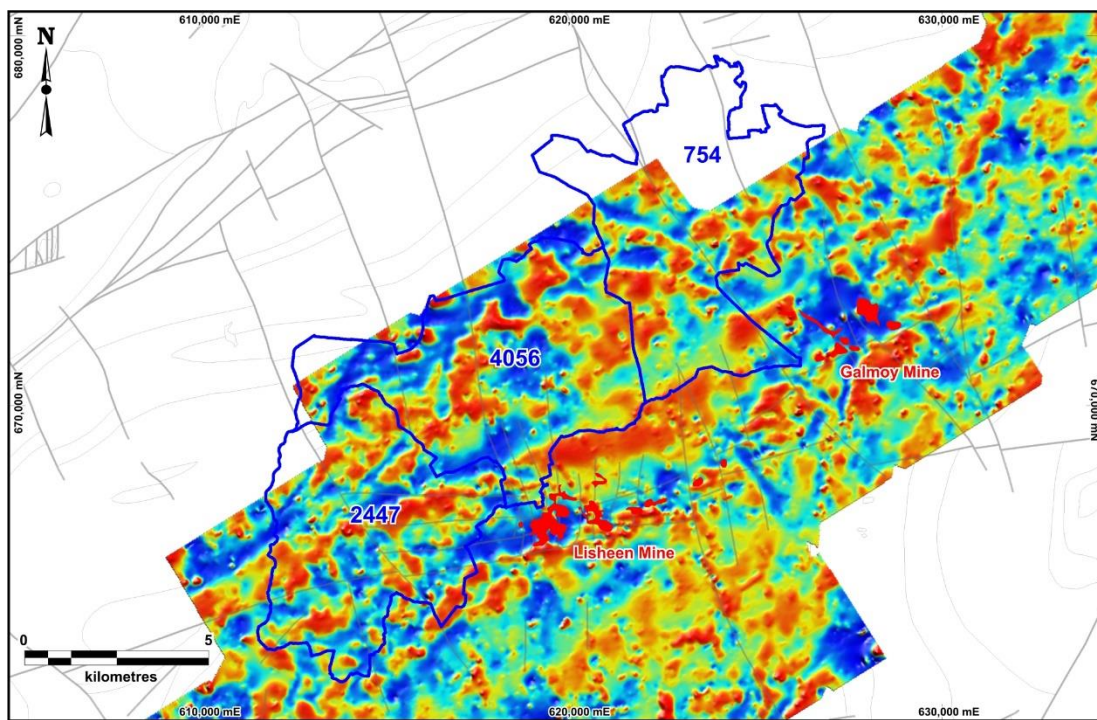 610,000 mE
620,000 mE
630,000 mE
680,000 mN
N
754
4056
Galmoy Mine
670,000 mN
670,000 mN
2447
Lisheen Mine
0 5
kilometres
610,000 mE
620,000 mE
630,000 mE